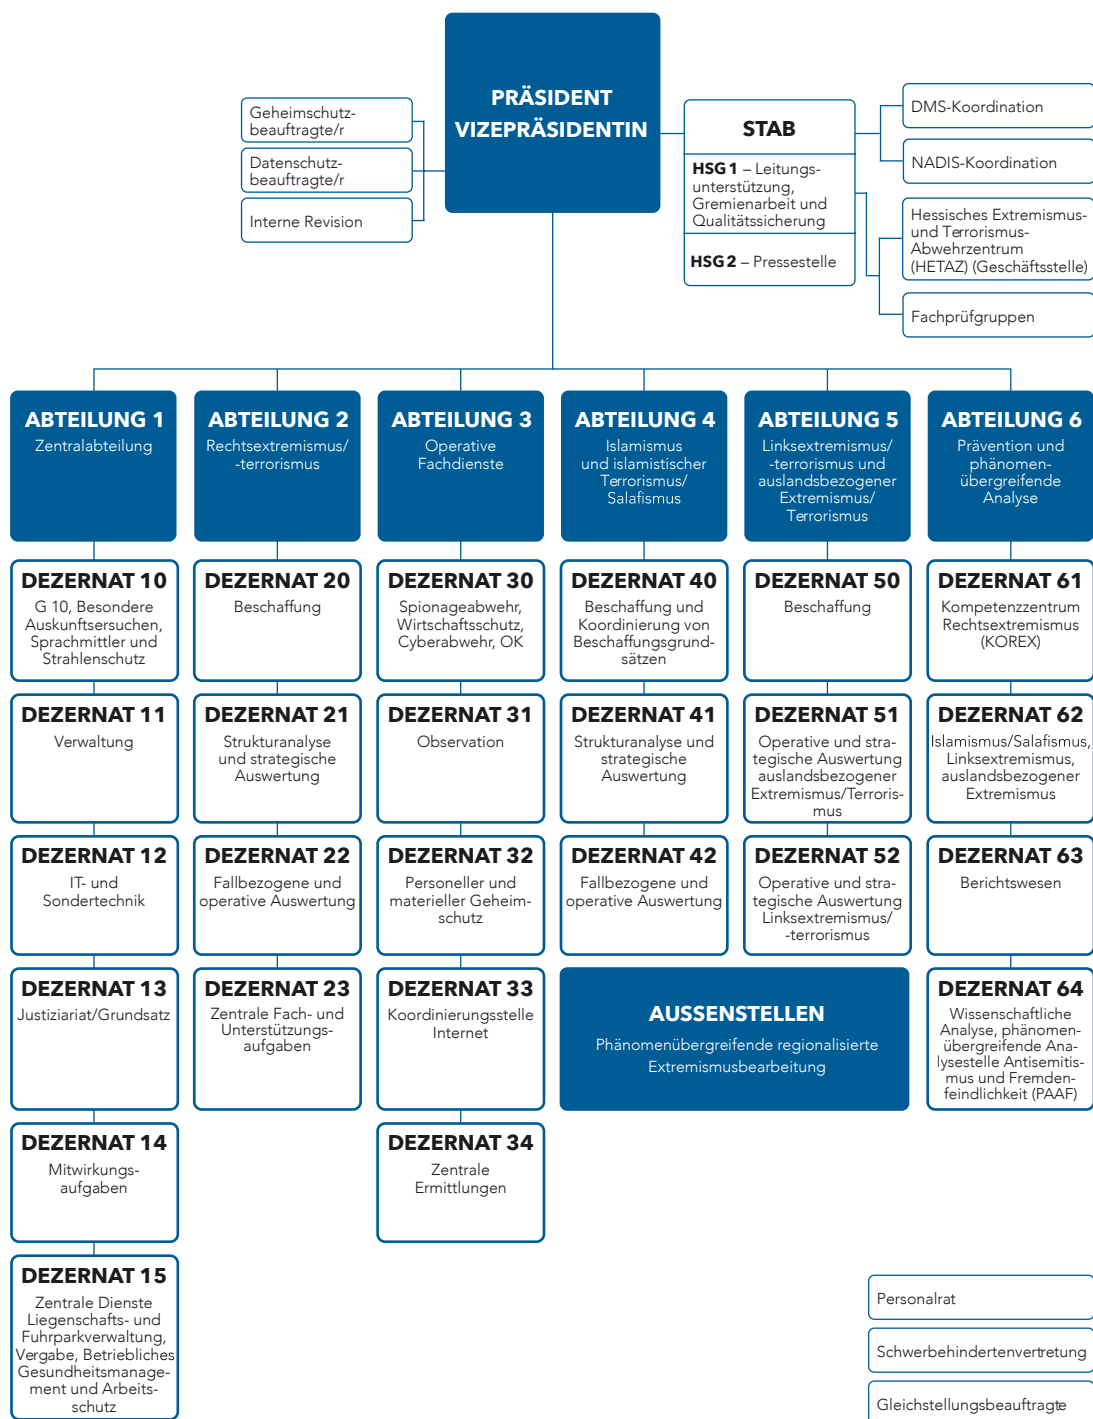 PRÄSIDENT
VIZEPRÄSIDENTIN
Geheimschutz-
beauftragte/r
Datenschutz-
beauftragte/r
Interne Revision
STAB
HSG 1 – Leitungs-
unterstützung,
Gremienarbeit und
Qualitätssicherung
HSG 2 – Pressestelle
DMS-Koordination
NADIS-Koordination
Hessisches Extremismus-
und Terrorismus-
Abwehrzentrum
(HETAZ) (Geschäftsstelle)
Fachprüfgruppen
ABTEILUNG 1
Zentralabteilung
ABTEILUNG 2
Rechtsextremismus/
-terrorismus
ABTEILUNG 3
Operative
Fachdienste
ABTEILUNG 4
Islamismus
und islamistischer
Terrorismus/
Salafismus
ABTEILUNG 5
Linksextremismus/
-terrorismus und
auslandsbezogener
Extremismus/
Terrorismus
ABTEILUNG 6
Prävention und
phänomen-
übergreifende
Analyse
DEZERNAT 10
G 10, Besondere
Auskunftsersuchen,
Sprachmittler und
Strahlenschutz
DEZERNAT 20
Beschaffung
DEZERNAT 30
Spionageabwehr,
Wirtschaftsschutz,
Cyberabwehr, OK
DEZERNAT 40
Beschaffung und
Koordinierung von
Beschaffungsgrund-
sätzen
DEZERNAT 50
Beschaffung
DEZERNAT 61
Kompetenzzentrum
Rechtsextremismus
(KOREX)
DEZERNAT 11
Verwaltung
DEZERNAT 21
Strukturanalyse
und strategische
Auswertung
DEZERNAT 31
Observation
DEZERNAT 41
Strukturanalyse und
strategische
Auswertung
DEZERNAT 51
Operative und stra-
tegische Auswertung
auslandsbezogener
Extremismus/Terroris-
mus
DEZERNAT 62
Islamismus/Salafismus,
Linksextremismus,
auslandsbezogener
Extremismus
DEZERNAT 12
IT- und
Sondertechnik
DEZERNAT 22
Fallbezogene und
operative Auswertung
DEZERNAT 32
Personeller und
materieller Geheim-
schutz
DEZERNAT 42
Fallbezogene und
operative Auswertung
DEZERNAT 52
Operative und stra-
tegische Auswertung
Linksextremismus/
-terrorismus
DEZERNAT 63
Berichtswesen
DEZERNAT 13
Justiziariat/Grundsatz
DEZERNAT 23
Zentrale Fach- und
Unterstützungs-
aufgaben
DEZERNAT 33
Koordinierungsstelle
Internet
AUSSENSTELLEN
Phänomenübergreifende regionalisierte
Extremismusbearbeitung
DEZERNAT 64
Wissenschaftliche
Analyse, phänomen-
übergreifende Ana-
lysestelle Antisemitis-
mus und Fremden-
feindlichkeit (PAAF)
DEZERNAT 14
Mitwirkungs-
aufgaben
DEZERNAT 34
Zentrale
Ermittlungen
DEZERNAT 15
Zentrale Dienste
Liegenschafts- und
Fuhrparkverwaltung,
Vergabe, Betriebliches
Gesundheitsmanage-
ment und Arbeits-
schutz
Personalrat
Schwerbehindertenvertretung
Gleichstellungsbeauftragte